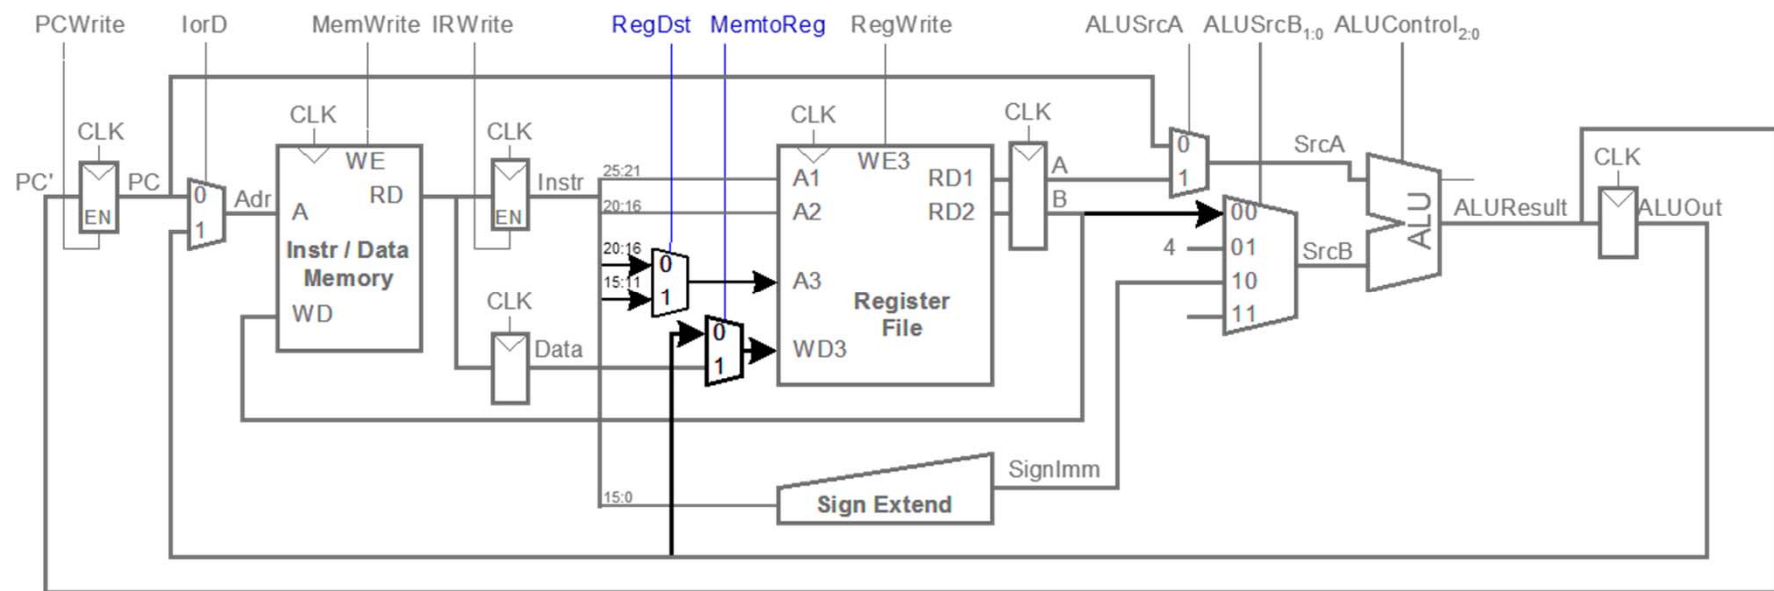 PCWrite IorD MemWrite IRWrite RegDst MemtoReg RegWrite ALUSrcA ALUSrcB1:0 ALUControl2:0
CLK CLK CLK CLK CLK CLK
PC' EN PC
0
1
Adr
WE
A RD
Instr / Data
Memory
WD
EN
Instr
CLK
Data
25:21
20:16
20:16
15:11
0
1
0
1
WE3
A1 RD1
A2 RD2
A3
Register
File
WD3
A
B
0
1
SrcA
00
4 01
10
11
SrcB
ALU
ALUResult
CLK
ALUOut
15:0
Sign Extend
SignImm